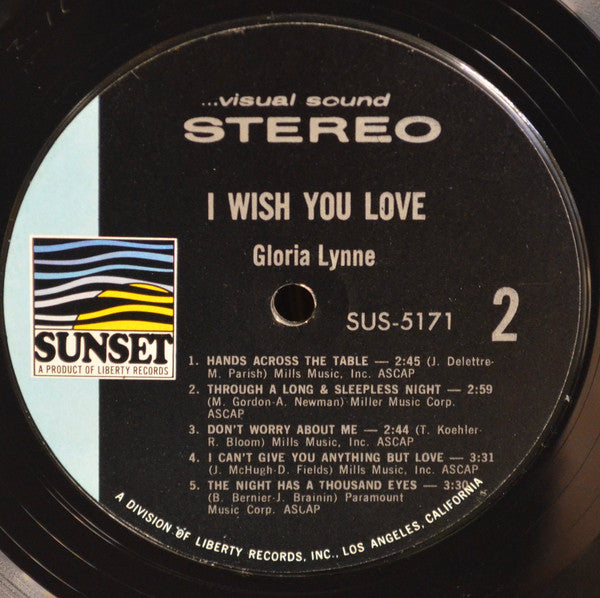 ...visual sound
STEREO
I WISH YOU LOVE
Gloria Lynne
SUS-5171
2
SUNSET
A PRODUCT OF LIBERTY RECORDS
1. HANDS ACROSS THE TABLE — 2:45 (J. Delettre-
M. Parish) Mills Music, Inc. ASCAP
2. THROUGH A LONG & SLEEPLESS NIGHT — 2:59
(M. Gordon-A. Newman) Miller Music Corp.
ASCAP
3. DON'T WORRY ABOUT ME — 2:44 (T. Koehler-
R. Bloom) Mills Music, Inc. ASCAP
4. I CAN'T GIVE YOU ANYTHING BUT LOVE — 3:31
(J. McHugh-D. Fields) Mills Music, Inc. ASCAP
5. THE NIGHT HAS A THOUSAND EYES — 3:30
(B. Bernier-J. Brainin) Paramount
Music Corp. ASCAP
A DIVISION OF LIBERTY RECORDS, INC., LOS ANGELES, CALIFORNIA